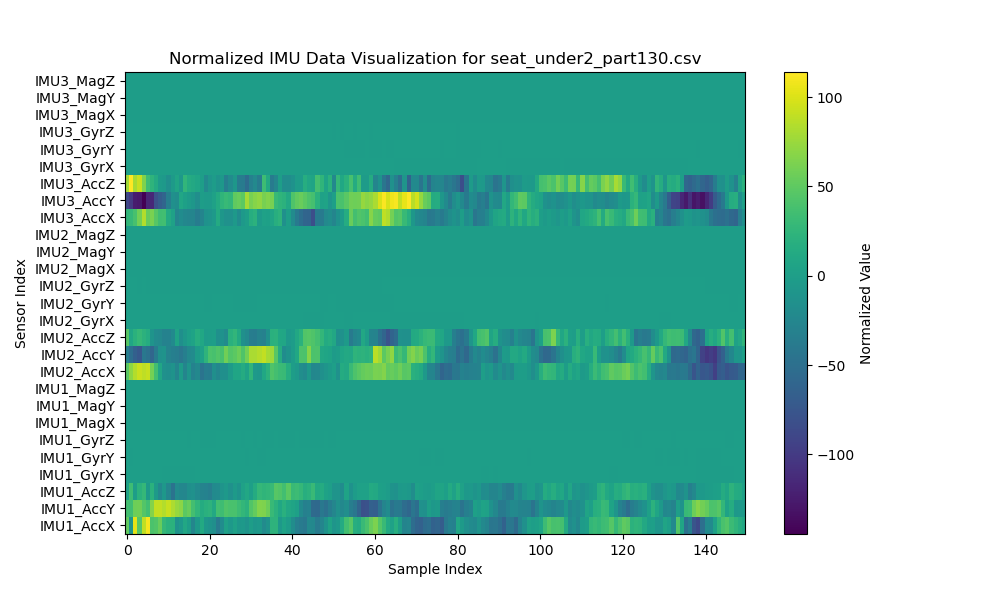 Normalized IMU Data Visualization for seat_under2_part130.csv
IMU3_MagZ
IMU3_MagY
IMU3_MagX
IMU3_GyrZ
IMU3_GyrY
IMU3_GyrX
IMU3_AccZ
IMU3_AccY
IMU3_AccX
IMU2_MagZ
IMU2_MagY
IMU2_MagX
IMU2_GyrZ
IMU2_GyrY
IMU2_GyrX
IMU2_AccZ
IMU2_AccY
IMU2_AccX
IMU1_MagZ
IMU1_MagY
IMU1_MagX
IMU1_GyrZ
IMU1_GyrY
IMU1_GyrX
IMU1_AccZ
IMU1_AccY
IMU1_AccX
Sensor Index
0 20 40 60 80 100 120 140
Sample Index
100
50
0
−50
−100
Normalized Value